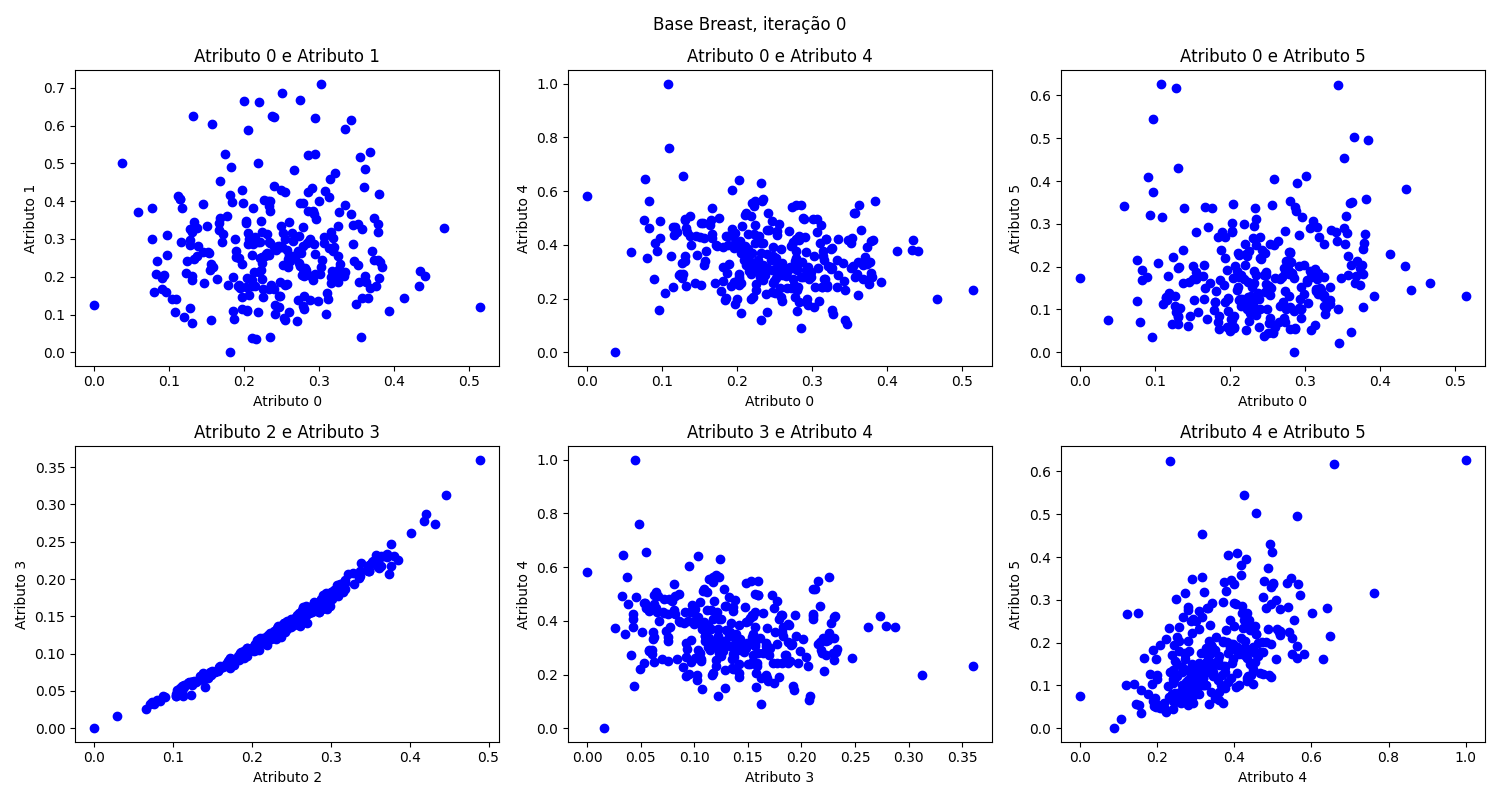 Base Breast, iteração 0
Atributo 0 e Atributo 1
Atributo 1
0.7
0.6
0.5
0.4
0.3
0.2
0.1
0.0
0.0 0.1 0.2 0.3 0.4 0.5
Atributo 0
Atributo 0 e Atributo 4
Atributo 4
1.0
0.8
0.6
0.4
0.2
0.0
0.0 0.1 0.2 0.3 0.4 0.5
Atributo 0
Atributo 0 e Atributo 5
Atributo 5
0.6
0.5
0.4
0.3
0.2
0.1
0.0
0.0 0.1 0.2 0.3 0.4 0.5
Atributo 0
Atributo 2 e Atributo 3
Atributo 3
0.35
0.30
0.25
0.20
0.15
0.10
0.05
0.00
0.0 0.1 0.2 0.3 0.4 0.5
Atributo 2
Atributo 3 e Atributo 4
Atributo 4
1.0
0.8
0.6
0.4
0.2
0.0
0.00 0.05 0.10 0.15 0.20 0.25 0.30 0.35
Atributo 3
Atributo 4 e Atributo 5
Atributo 5
0.6
0.5
0.4
0.3
0.2
0.1
0.0
0.0 0.2 0.4 0.6 0.8 1.0
Atributo 4